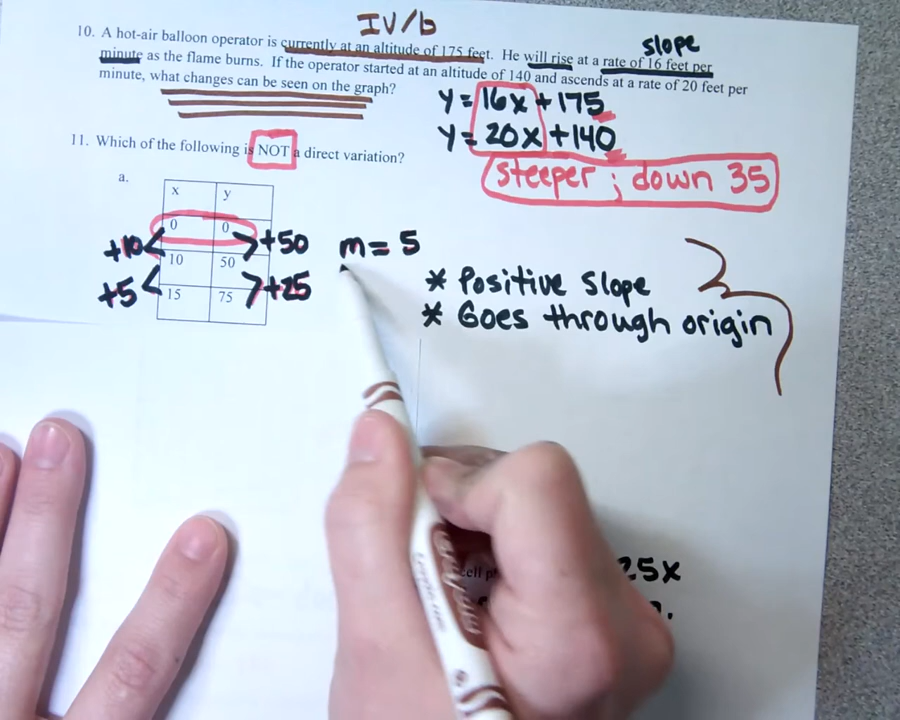 IV/b
10. A hot-air balloon operator is currently at an altitude of 175 feet. He will rise at a rate of 16 feet per
slope
minute as the flame burns. If the operator started at an altitude of 140 and ascends at a rate of 20 feet per
minute, what changes can be seen on the graph?
y=16x+175
y=20x+140
steeper ; down 35
11. Which of the following is NOT a direct variation?
a.
x y
0 0
+10 +50 m= 5
10 50
+5 +25
15 75
* Positive Slope
* Goes through origin
cell
25x